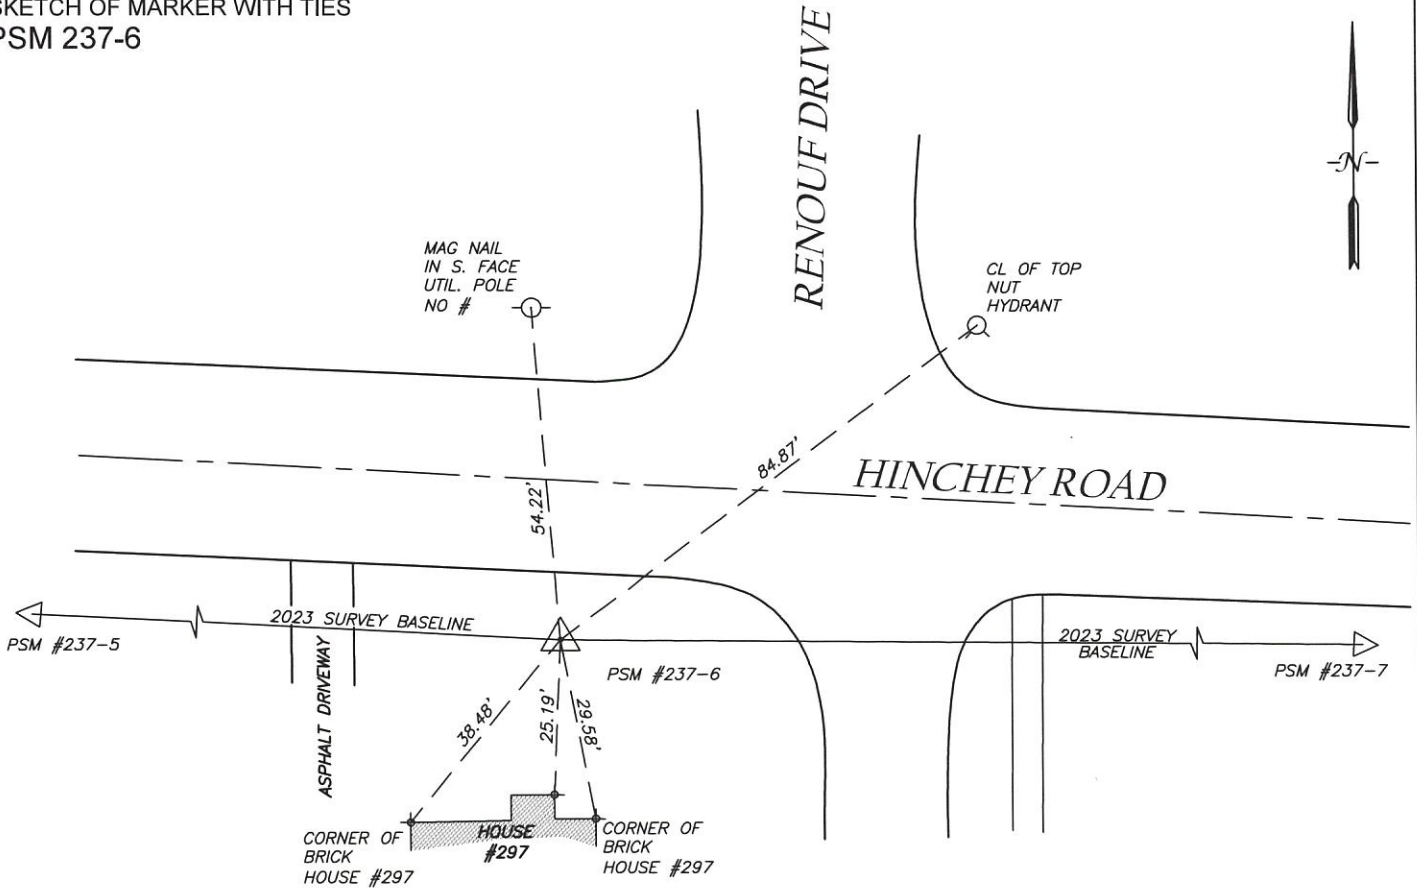 SKETCH OF MARKER WITH TIES
PSM 237-6
RENOUF DRIVE
-N-
MAG NAIL
IN S. FACE
UTIL. POLE
NO #
CL OF TOP
NUT
HYDRANT
84.87'
HINCHEY ROAD
54.22'
2023 SURVEY BASELINE
PSM #237-5
2023 SURVEY
BASELINE
PSM #237-6
PSM #237-7
ASPHALT DRIVEWAY
38.48'
25.19'
29.58'
HOUSE
#297
CORNER OF
BRICK
HOUSE #297
CORNER OF
BRICK
HOUSE #297